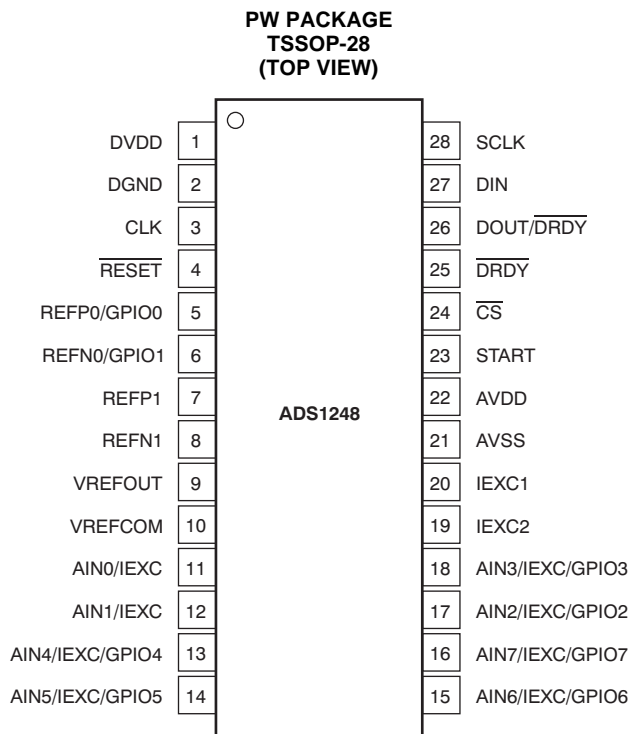 PW PACKAGE
TSSOP-28
(TOP VIEW)
DVDD 1 28 SCLK
DGND 2 27 DIN
CLK 3 26 DOUT/DRDY
RESET 4 25 DRDY
REFP0/GPIO0 5 24 CS
REFN0/GPIO1 6 23 START
REFP1 7 22 AVDD
ADS1248
REFN1 8 21 AVSS
VREFOUT 9 20 IEXC1
VREFCOM 10 19 IEXC2
AIN0/IEXC 11 18 AIN3/IEXC/GPIO3
AIN1/IEXC 12 17 AIN2/IEXC/GPIO2
AIN4/IEXC/GPIO4 13 16 AIN7/IEXC/GPIO7
AIN5/IEXC/GPIO5 14 15 AIN6/IEXC/GPIO6